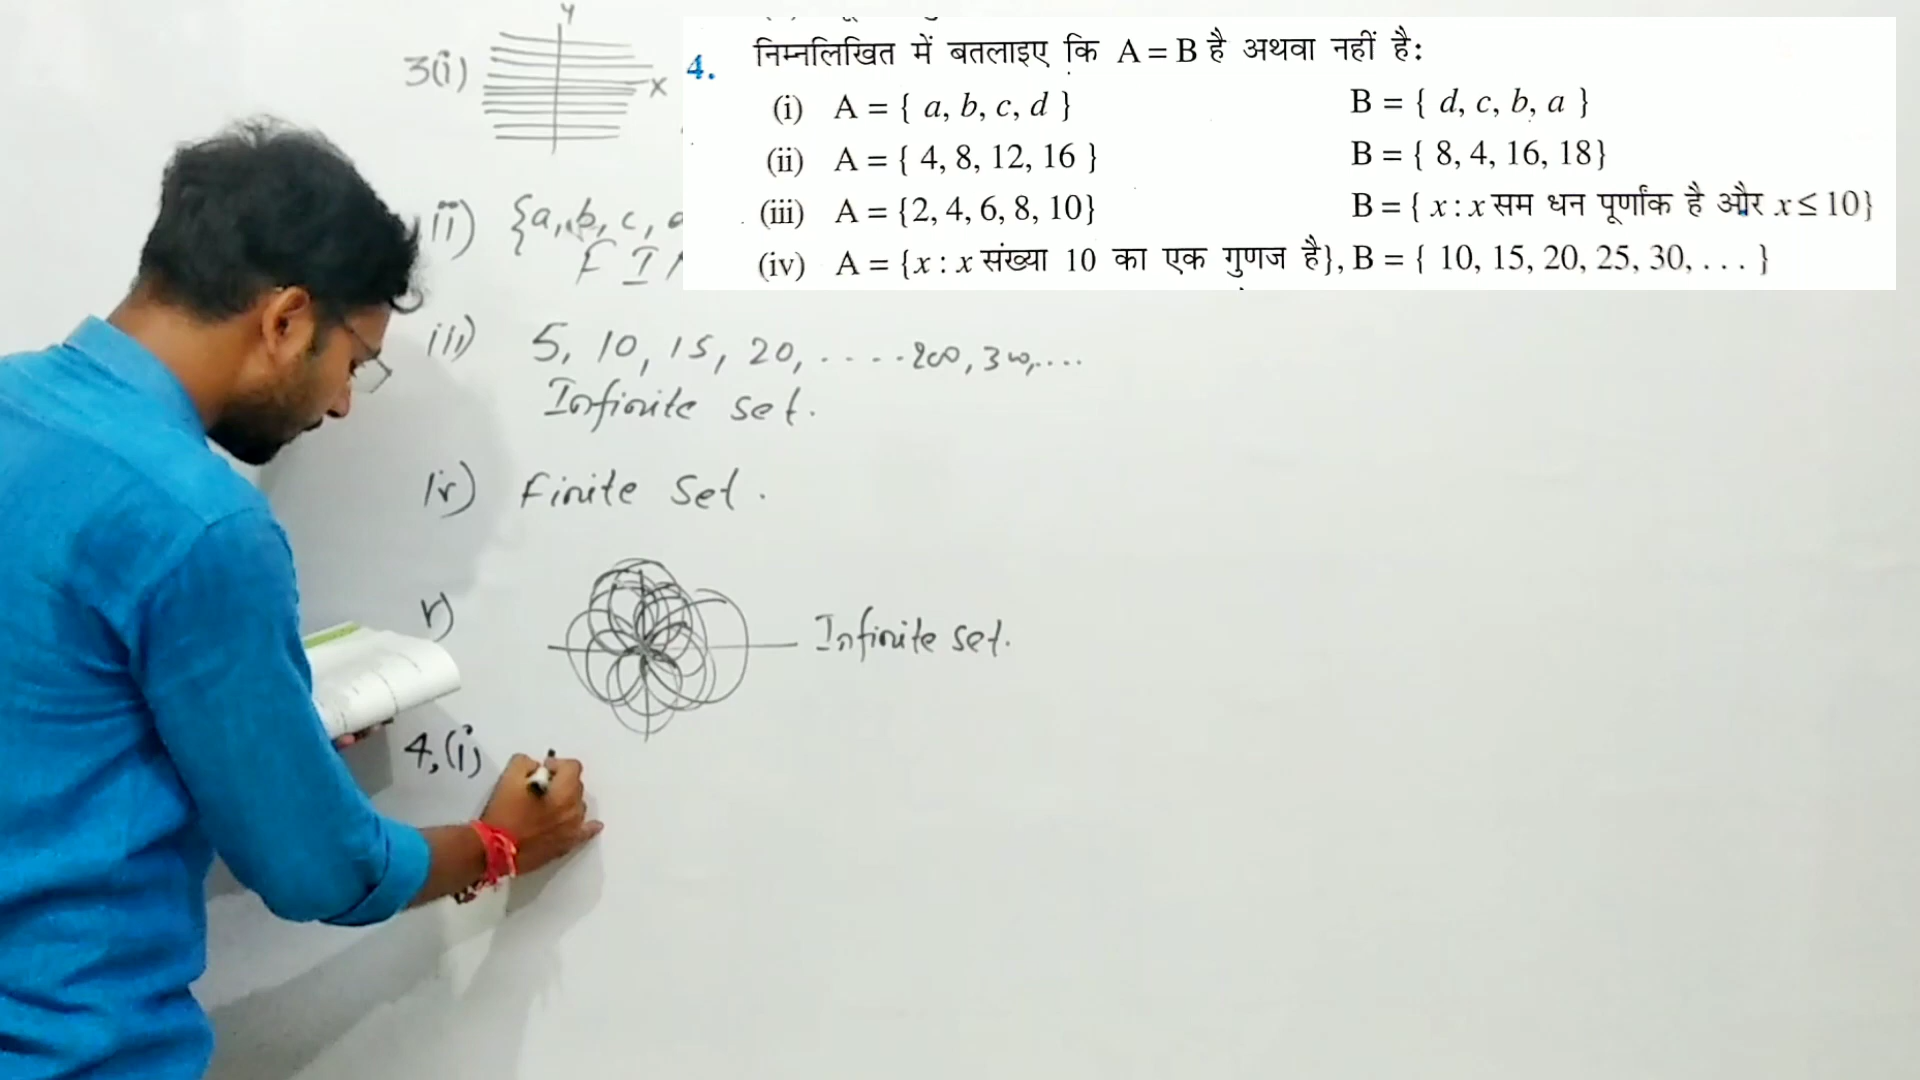 4. निम्नलिखित में बतलाइए कि A = B है अथवा नहीं है:
(i) A = { a, b, c, d } B = { d, c, b, a }
(ii) A = { 4, 8, 12, 16 } B = { 8, 4, 16, 18}
(iii) A = {2, 4, 6, 8, 10} B = { x : x सम धन पूर्णांक है और x ≤ 10}
(iv) A = {x : x संख्या 10 का एक गुणज है}, B = { 10, 15, 20, 25, 30, . . . }
3(i) y
x
ii) {a, b, c,
F I
iii) 5, 10, 15, 20, ..... 200, 300, ....
Infinite set.
iv) Finite Set.
v) Infinite set.
4, (i)